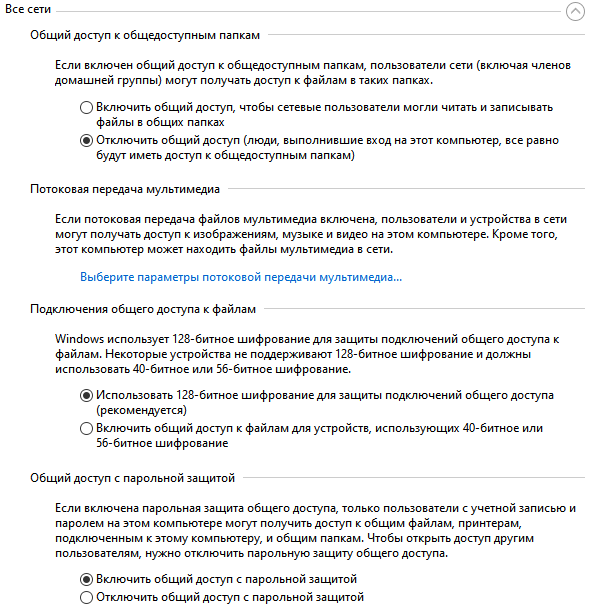 Все сети
Общий доступ к общедоступным папкам
Если включен общий доступ к общедоступным папкам, пользователи сети (включая членов
домашней группы) могут получать доступ к файлам в таких папках.
Включить общий доступ, чтобы сетевые пользователи могли читать и записывать
файлы в общих папках
Отключить общий доступ (люди, выполнившие вход на этот компьютер, все равно
будут иметь доступ к общедоступным папкам)
Потоковая передача мультимедиа
Если потоковая передача файлов мультимедиа включена, пользователи и устройства в сети
могут получать доступ к изображениям, музыке и видео на этом компьютере. Кроме того,
этот компьютер может находить файлы мультимедиа в сети.
Выберите параметры потоковой передачи мультимедиа...
Подключения общего доступа к файлам
Windows использует 128-битное шифрование для защиты подключений общего доступа к
файлам. Некоторые устройства не поддерживают 128-битное шифрование и должны
использовать 40-битное или 56-битное шифрование.
Использовать 128-битное шифрование для защиты подключений общего доступа
(рекомендуется)
Включить общий доступ к файлам для устройств, использующих 40-битное или
56-битное шифрование
Общий доступ с парольной защитой
Если включена парольная защита общего доступа, только пользователи с учетной записью и
паролем на этом компьютере могут получить доступ к общим файлам, принтерам,
подключенным к этому компьютеру, и общим папкам. Чтобы открыть доступ другим
пользователям, нужно отключить парольную защиту общего доступа.
Включить общий доступ с парольной защитой
Отключить общий доступ с парольной защитой